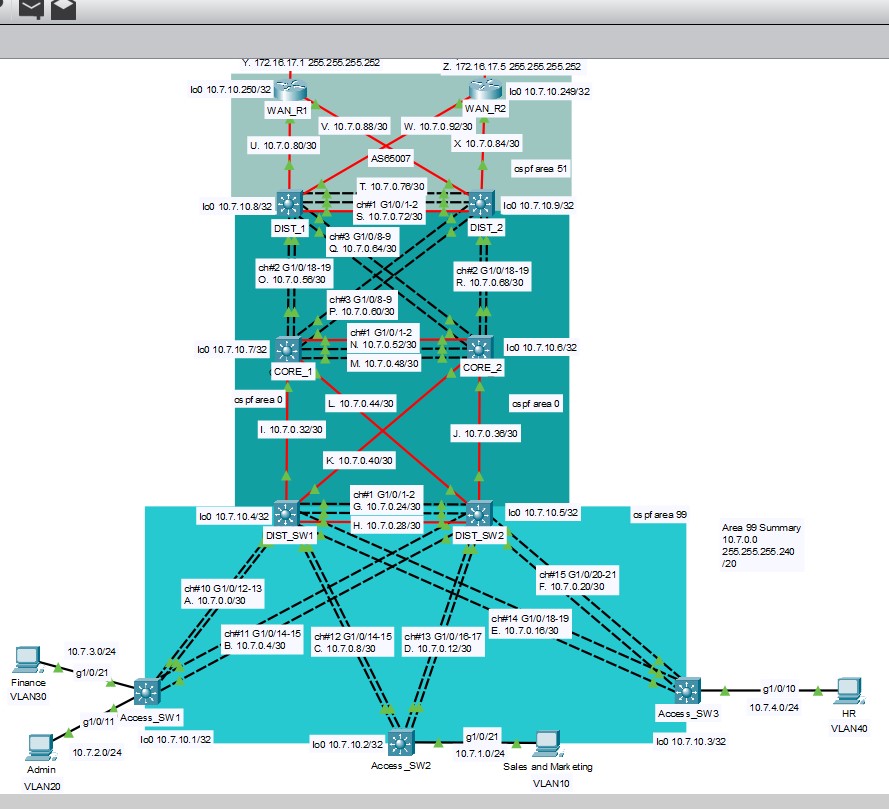 Y. 172.16.17.1 255.255.255.252
Z. 172.16.17.5 255.255.255.252
lo0 10.7.10.250/32
WAN_R1
WAN_R2
lo0 10.7.10.249/32
V. 10.7.0.88/30
W. 10.7.0.92/30
U. 10.7.0.80/30
X. 10.7.0.84/30
AS65007
ospf area 51
T. 10.7.0.76/30
lo0 10.7.10.8/32
ch#1 G1/0/1-2
S. 10.7.0.72/30
lo0 10.7.10.9/32
DIST_1
DIST_2
ch#3 G1/0/8-9
Q. 10.7.0.64/30
ch#2 G1/0/18-19
O. 10.7.0.56/30
ch#2 G1/0/18-19
R. 10.7.0.68/30
ch#3 G1/0/8-9
P. 10.7.0.60/30
ch#1 G1/0/1-2
N. 10.7.0.52/30
lo0 10.7.10.7/32
lo0 10.7.10.6/32
M. 10.7.0.48/30
CORE_1
CORE_2
ospf area 0
L. 10.7.0.44/30
ospf area 0
I. 10.7.0.32/30
J. 10.7.0.36/30
K. 10.7.0.40/30
ch#1 G1/0/1-2
G. 10.7.0.24/30
lo0 10.7.10.4/32
lo0 10.7.10.5/32
ospf area 99
H. 10.7.0.28/30
DIST_SW1
DIST_SW2
Area 99 Summary
10.7.0.0
255.255.255.240
/20
ch#10 G1/0/12-13
A. 10.7.0.0/30
ch#15 G1/0/20-21
F. 10.7.0.20/30
ch#11 G1/0/14-15
B. 10.7.0.4/30
ch#12 G1/0/14-15
C. 10.7.0.8/30
ch#13 G1/0/16-17
D. 10.7.0.12/30
ch#14 G1/0/18-19
E. 10.7.0.16/30
10.7.3.0/24
g1/0/21
Finance
VLAN30
g1/0/11
Access_SW1
10.7.2.0/24
lo0 10.7.10.1/32
Admin
VLAN20
lo0 10.7.10.2/32
Access_SW2
g1/0/21
10.7.1.0/24
Sales and Marketing
VLAN10
Access_SW3
lo0 10.7.10.3/32
g1/0/10
10.7.4.0/24
HR
VLAN40